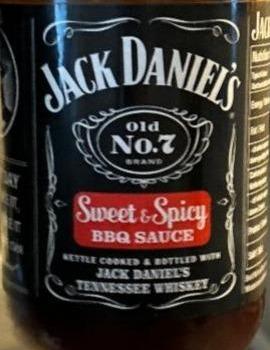 JACK DANIEL'S
Old
No.7
BRAND
Sweet & Spicy
BBQ SAUCE
KETTLE COOKED & BOTTLED WITH
JACK DANIEL'S
TENNESSEE WHISKEY